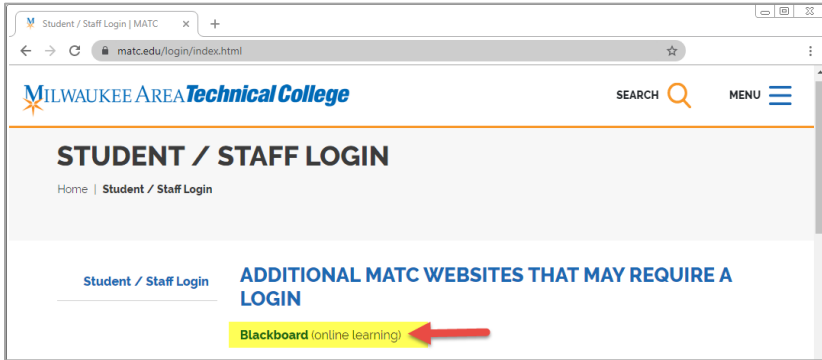 Student / Staff Login | MATC
matc.edu/login/index.html
MILWAUKEE AREA Technical College
SEARCH
MENU
STUDENT / STAFF LOGIN
Home | Student / Staff Login
Student / Staff Login
ADDITIONAL MATC WEBSITES THAT MAY REQUIRE A
LOGIN
Blackboard (online learning)